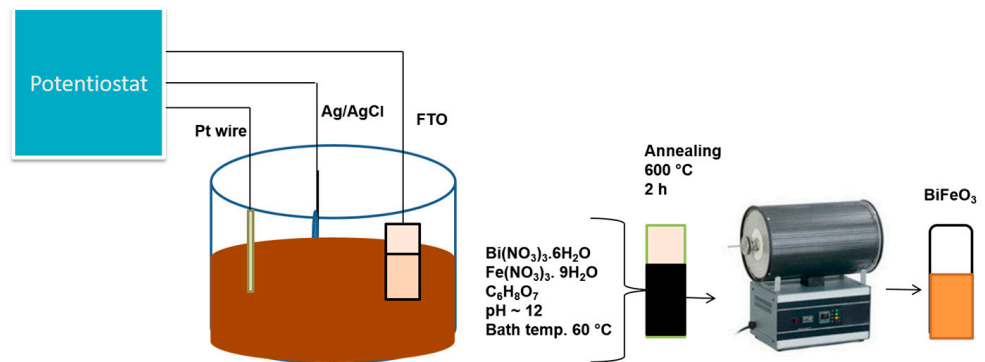 Potentiostat
Pt wire
Ag/AgCl
FTO
Bi(NO₃)₃.6H₂O
Fe(NO₃)₃. 9H₂O
C₆H₈O₇
pH ~ 12
Bath temp. 60 °C
Annealing
600 °C
2 h
BiFeO₃